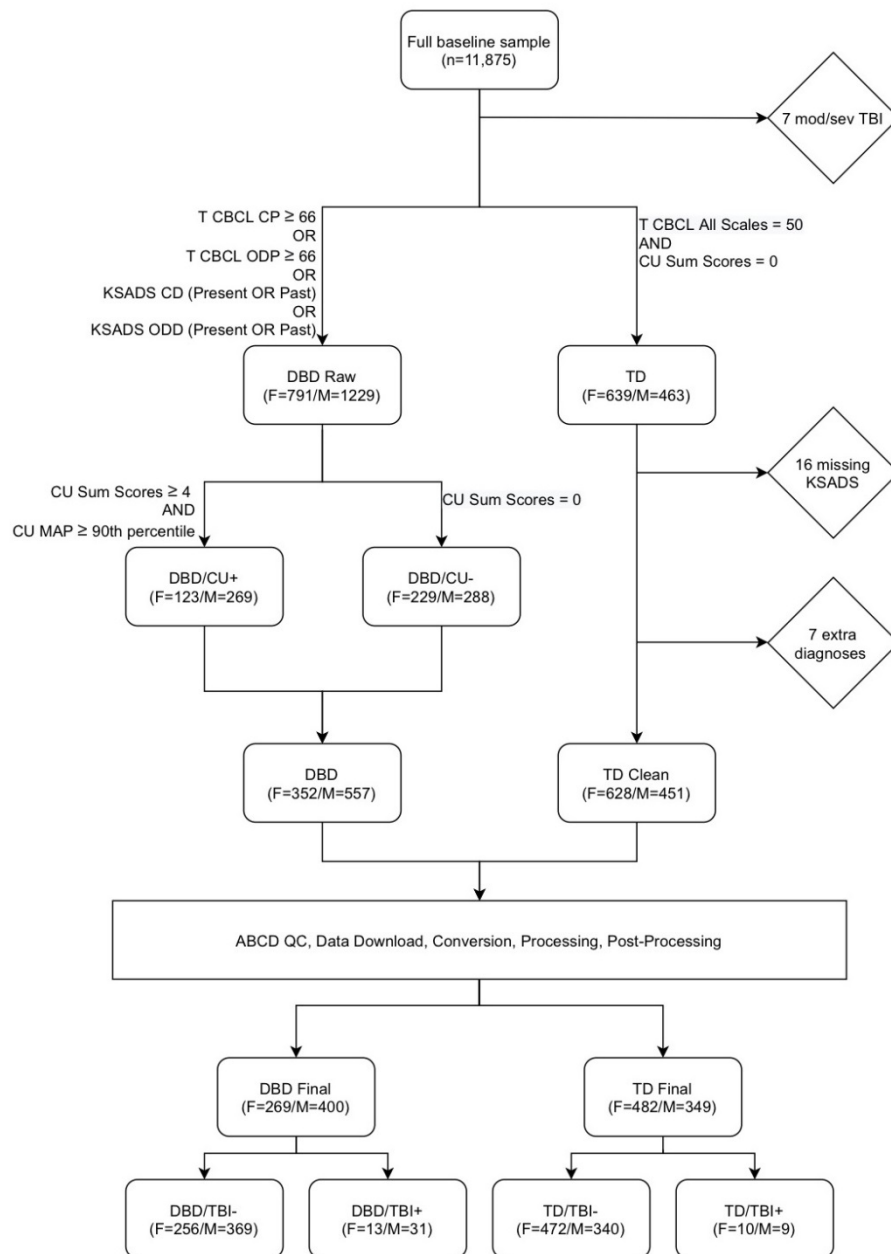 Full baseline sample
(n=11,875)
7 mod/sev TBI
T CBCL CP ≥ 66
OR
T CBCL ODP ≥ 66
OR
KSADS CD (Present OR Past)
OR
KSADS ODD (Present OR Past)
T CBCL All Scales = 50
AND
CU Sum Scores = 0
DBD Raw
(F=791/M=1229)
TD
(F=639/M=463)
16 missing
KSADS
CU Sum Scores ≥ 4
AND
CU MAP ≥ 90th percentile
CU Sum Scores = 0
DBD/CU+
(F=123/M=269)
DBD/CU-
(F=229/M=288)
7 extra
diagnoses
DBD
(F=352/M=557)
TD Clean
(F=628/M=451)
ABCD QC, Data Download, Conversion, Processing, Post-Processing
DBD Final
(F=269/M=400)
TD Final
(F=482/M=349)
DBD/TBI-
(F=256/M=369)
DBD/TBI+
(F=13/M=31)
TD/TBI-
(F=472/M=340)
TD/TBI+
(F=10/M=9)